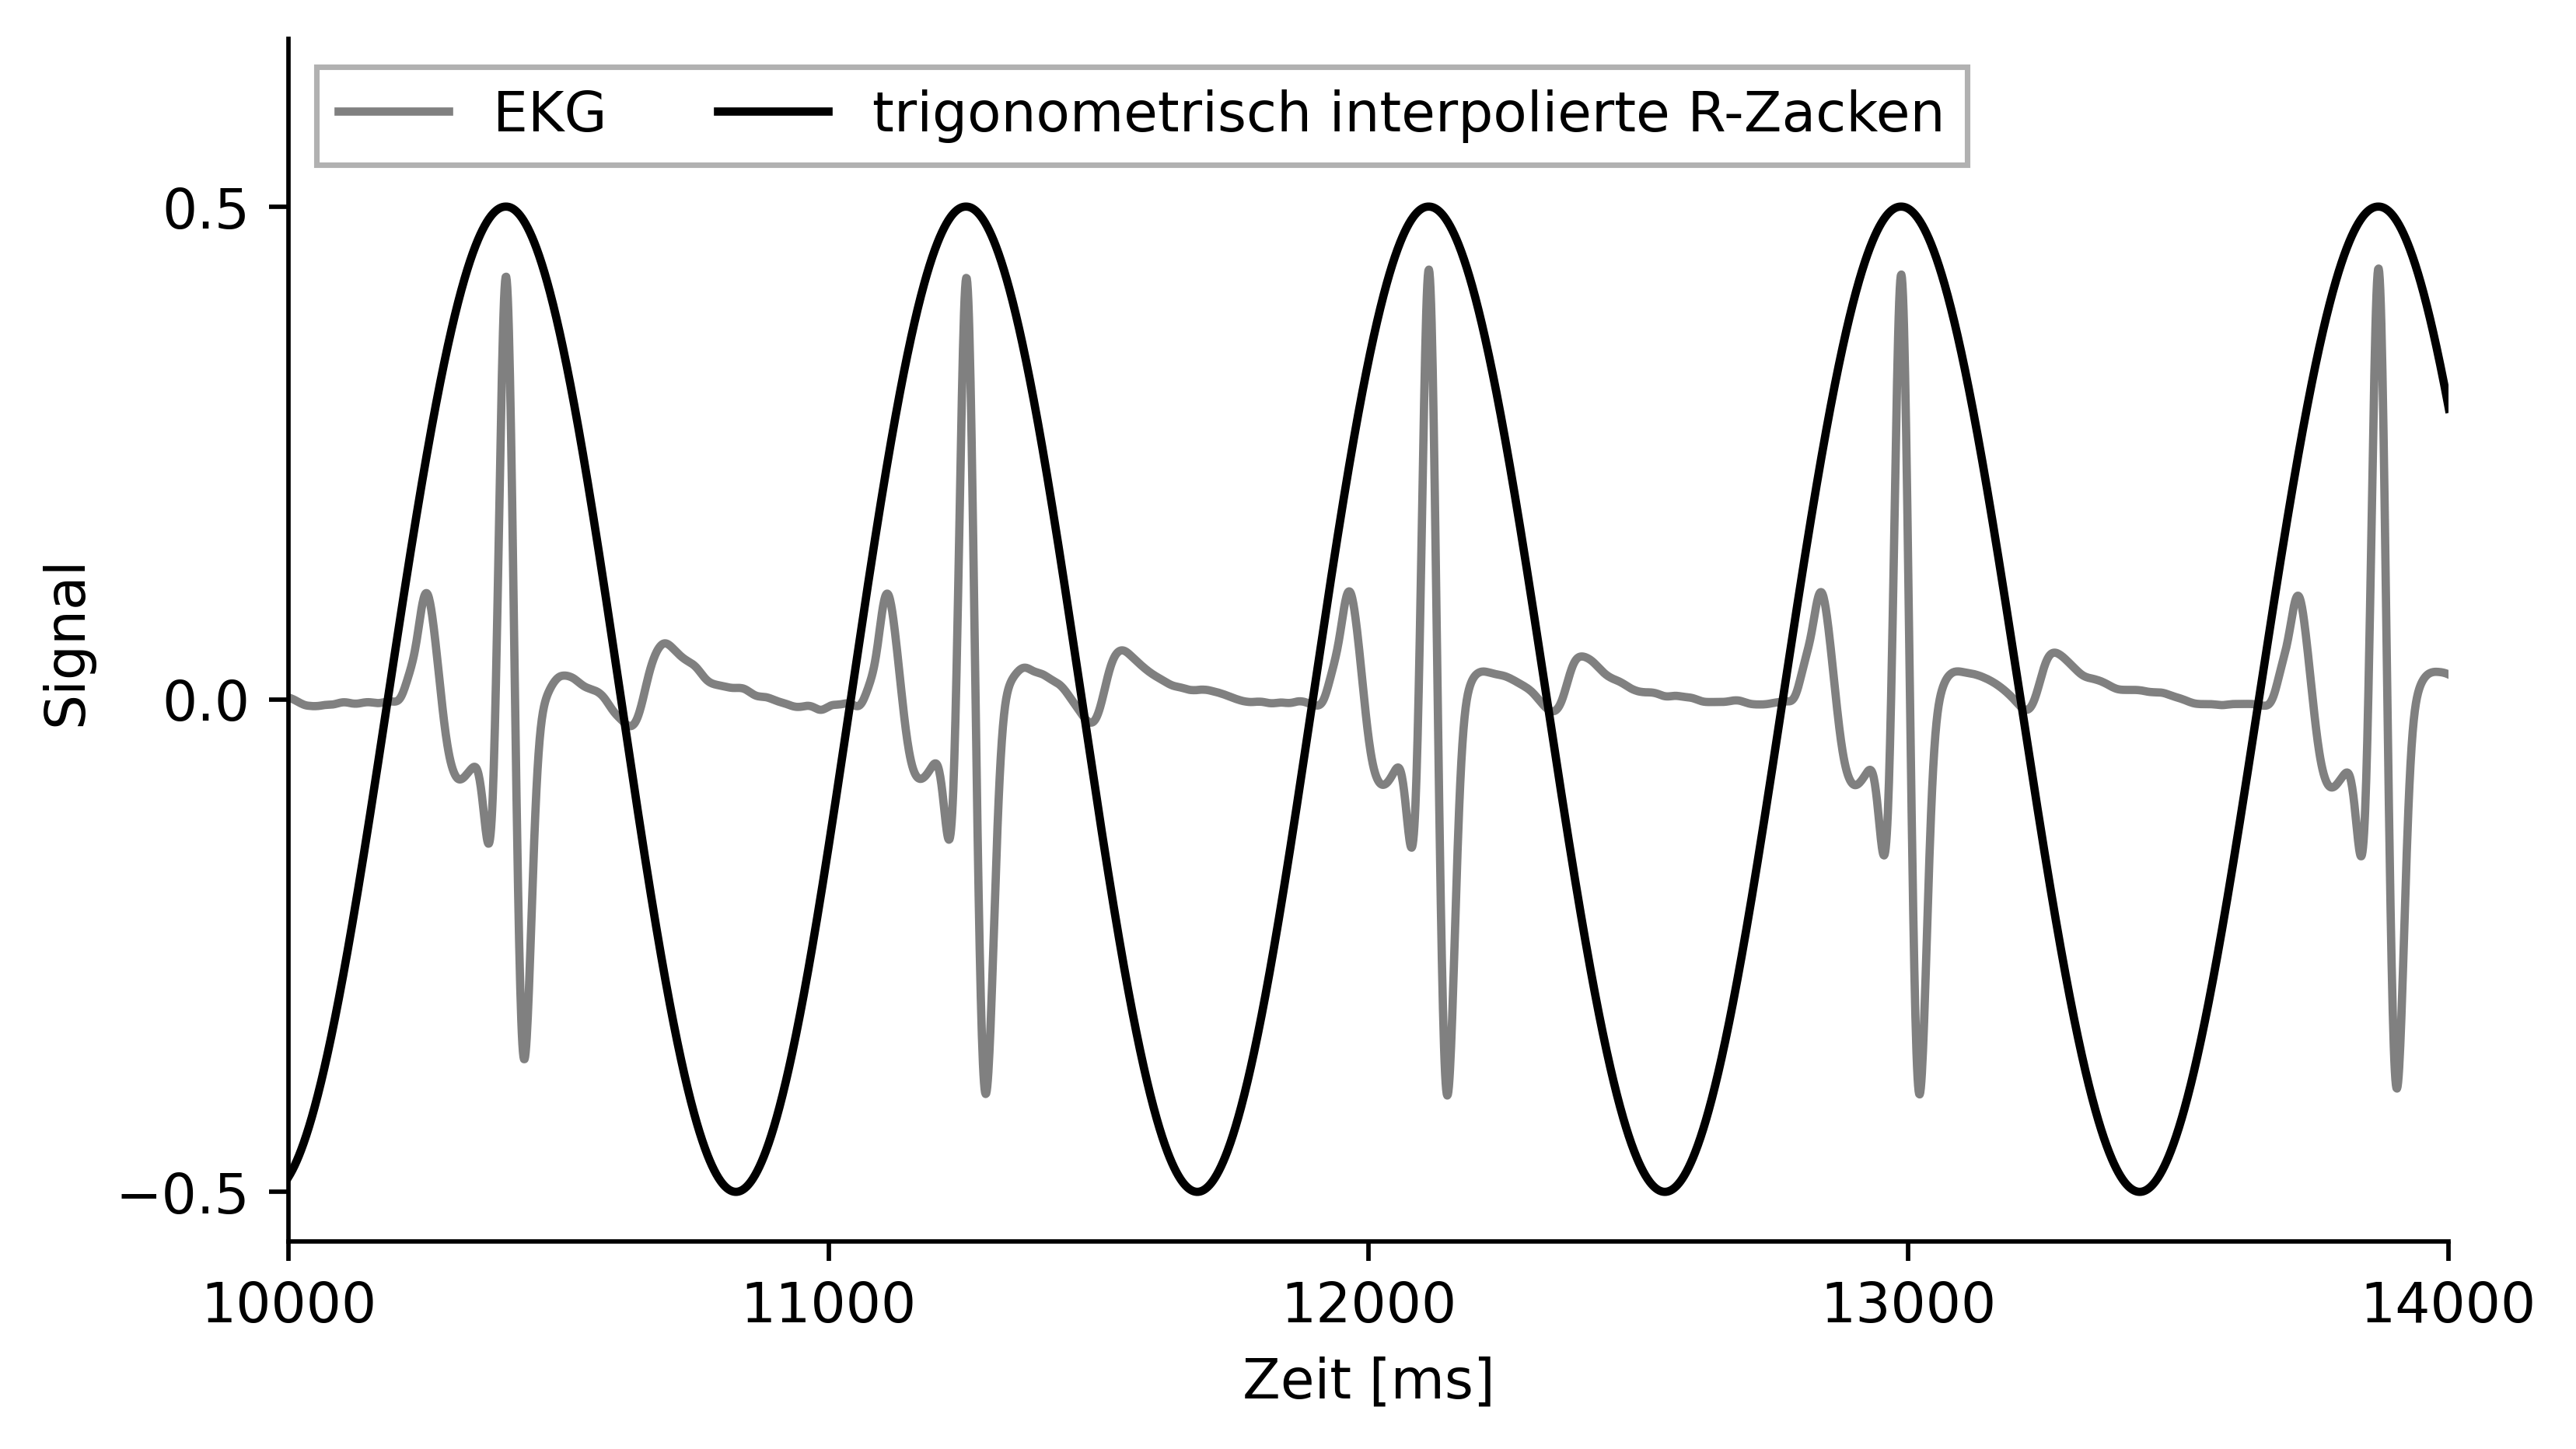 EKG
trigonometrisch interpolierte R-Zacken
0.5
0.0
−0.5
Signal
10000 11000 12000 13000 14000
Zeit [ms]